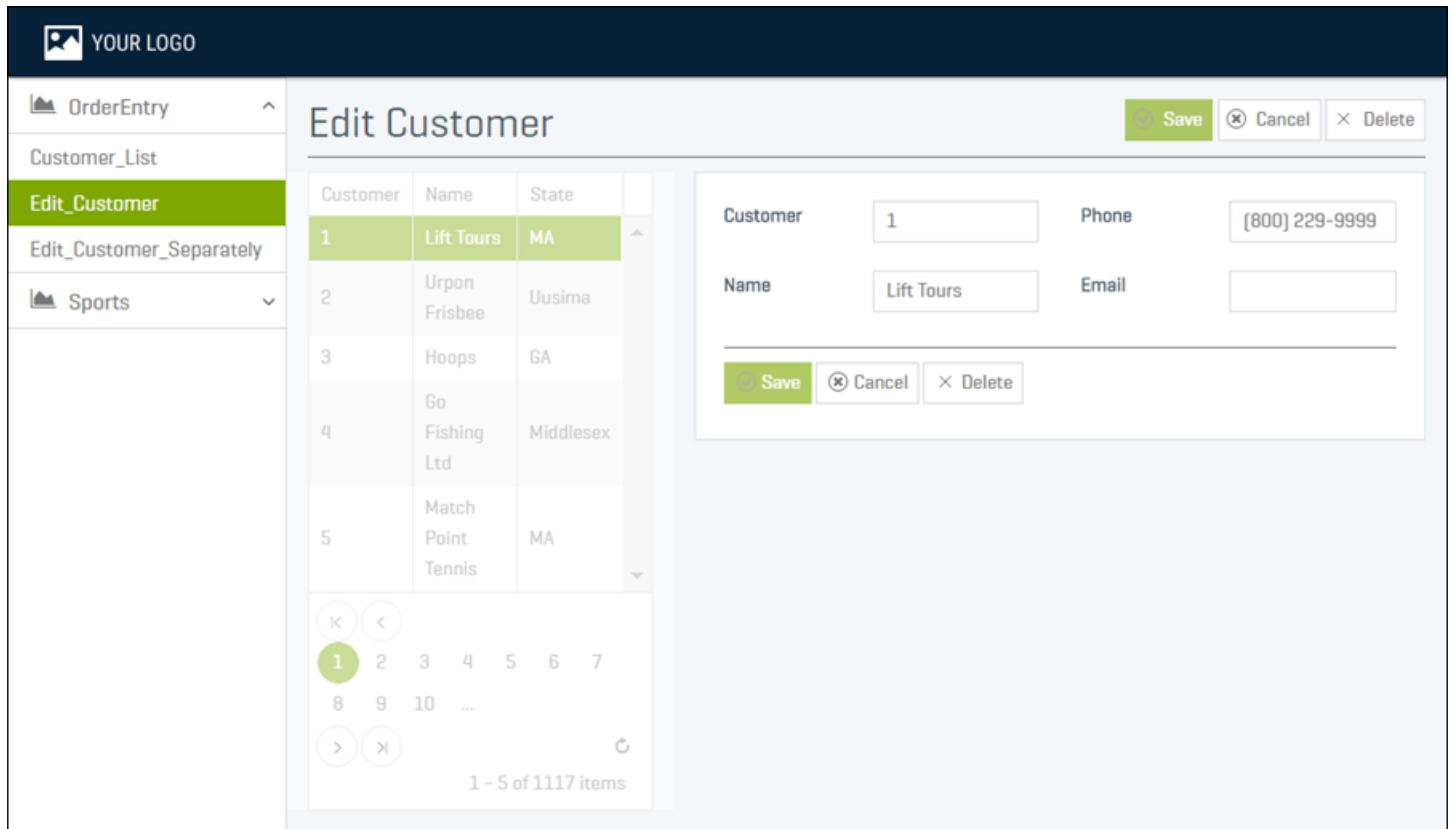 YOUR LOGO
OrderEntry
Customer_List
Edit_Customer
Edit_Customer_Separately
Sports
Edit Customer
Save Cancel Delete
Customer Name State
1 Lift Tours MA
2 Urpon Frisbee Uusima
3 Hoops GA
4 Go Fishing Ltd Middlesex
5 Match Point Tennis MA
1 2 3 4 5 6 7
8 9 10 ...
1 - 5 of 1117 items
Customer 1 Phone (800) 229-9999
Name Lift Tours Email
Save Cancel Delete